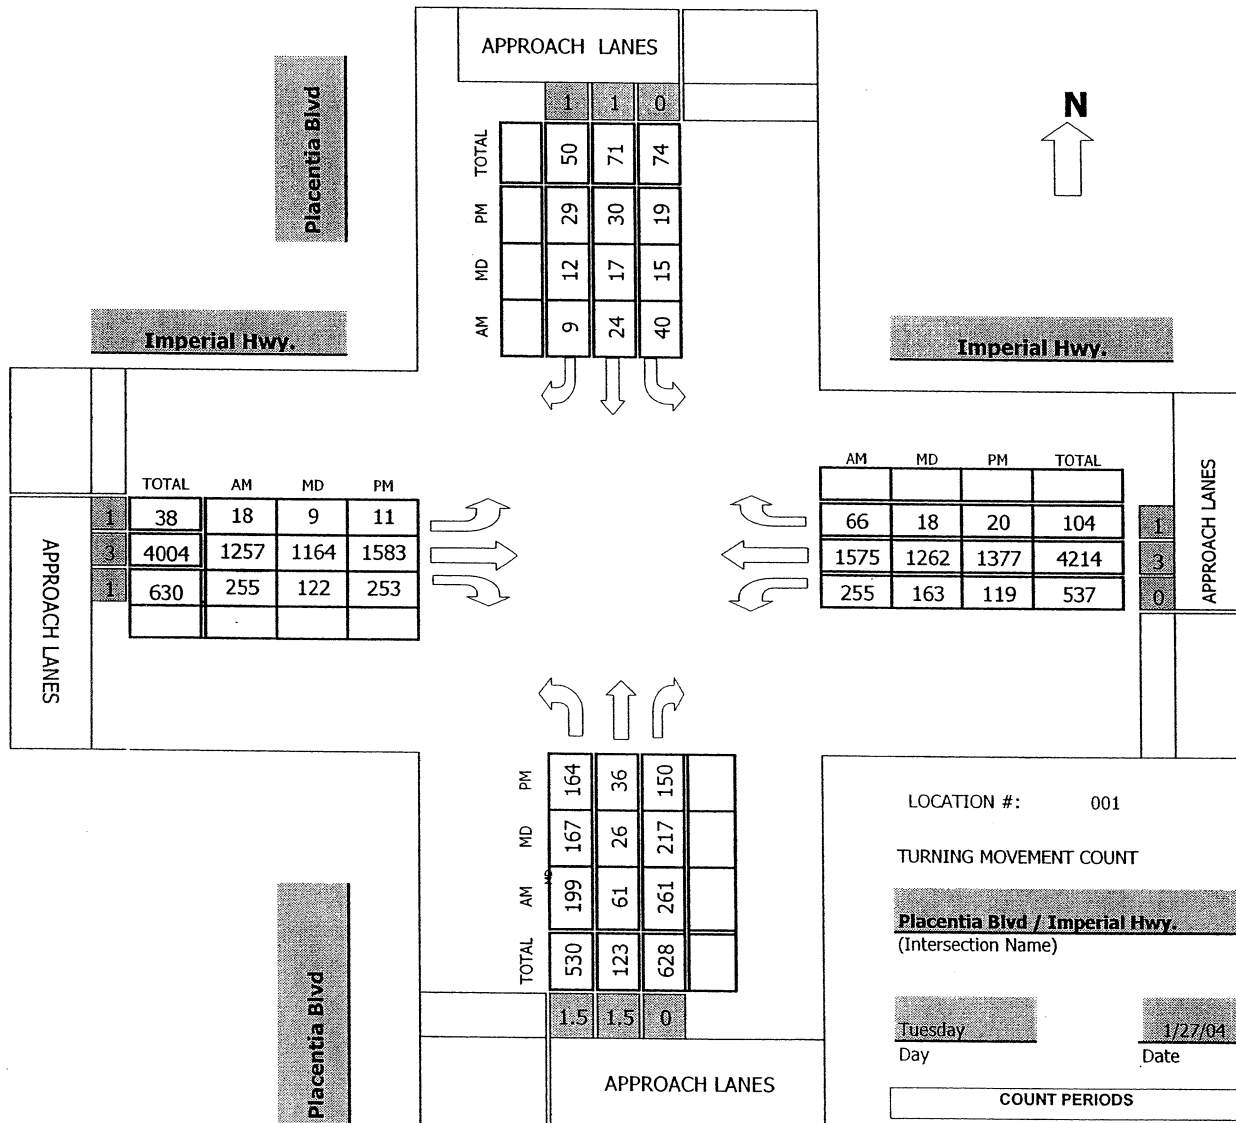 APPROACH LANES
1 1 0
Placentia Blvd
N
TOTAL 50 71 74
PM 29 30 19
MD 12 17 15
AM 9 24 40
Imperial Hwy.
Imperial Hwy.
TOTAL AM MD PM
1 38 18 9 11
3 4004 1257 1164 1583
1 630 255 122 253
APPROACH LANES
AM MD PM TOTAL
66 18 20 104 1
1575 1262 1377 4214 3
255 163 119 537 0
APPROACH LANES
PM 164 36 150
MD 167 26 217
AM 199 61 261
TOTAL 530 123 628
1.5 1.5 0
APPROACH LANES
Placentia Blvd
LOCATION #: 001
TURNING MOVEMENT COUNT
Placentia Blvd / Imperial Hwy.
(Intersection Name)
Tuesday 1/27/04
Day Date
COUNT PERIODS